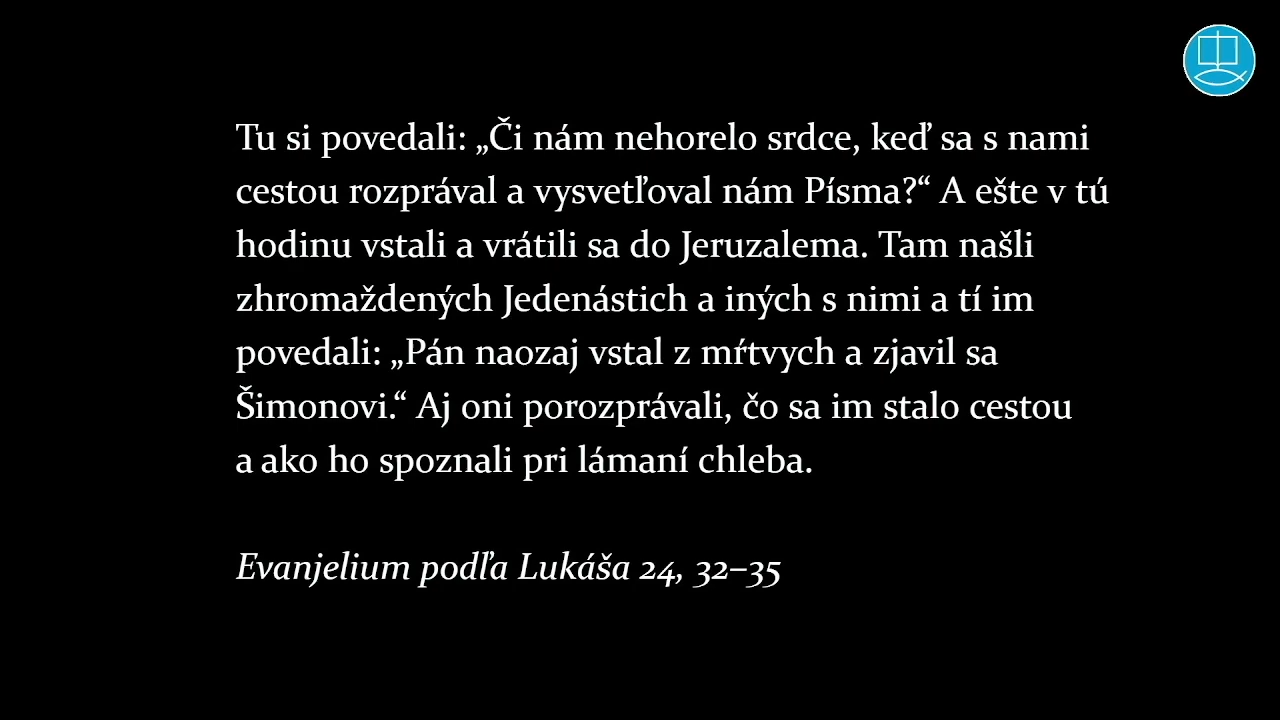 Tu si povedali: „Či nám nehorelo srdce, keď sa s nami
cestou rozprával a vysvetľoval nám Písma?“ A ešte v tú
hodinu vstali a vrátili sa do Jeruzalema. Tam našli
zhromaždených Jedenástich a iných s nimi a tí im
povedali: „Pán naozaj vstal z mŕtvych a zjavil sa
Šimonovi.“ Aj oni porozprávali, čo sa im stalo cestou
a ako ho spoznali pri lámaní chleba.
Evanjelium podľa Lukáša 24, 32–35